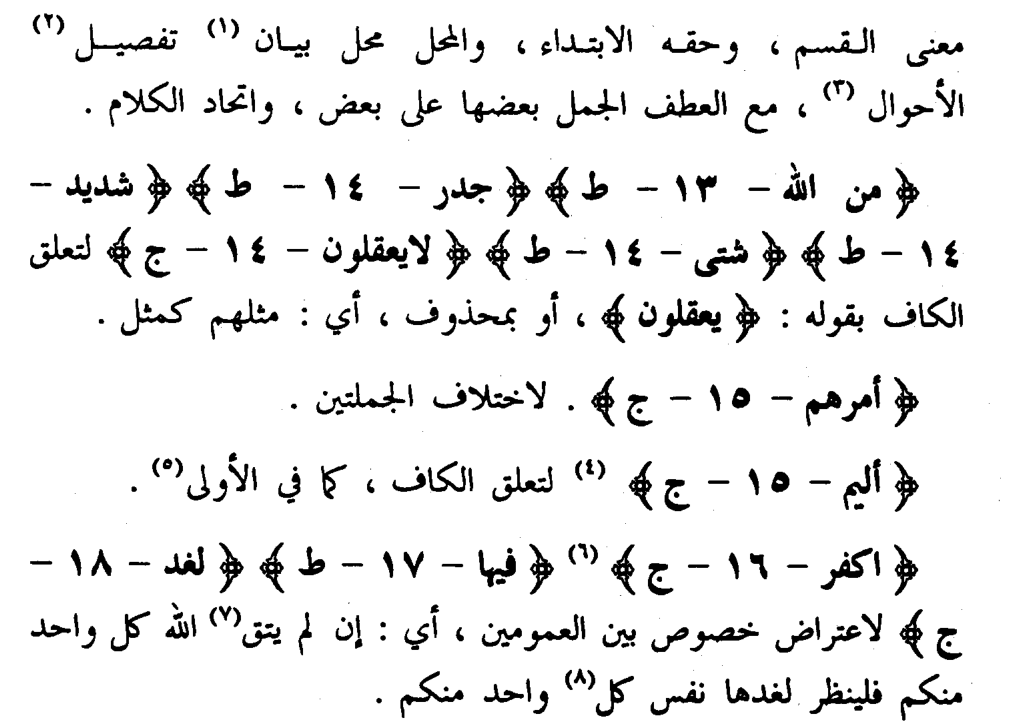 معنى القسم ، وحقه الابتداء ، والمحل محل بيان (١) تفصيل (٢)
الأحوال (٣) ، مع العطف الجمل بعضها على بعض ، واتحاد الكلام .
﴿ من الله – ١٣ – ط ﴾ ﴿ جدر – ١٤ – ط ﴾ ﴿ شديد –
١٤ – ط ﴾ ﴿ شتى – ١٤ – ط ﴾ ﴿ لايعقلون – ١٤ – ج ﴾ لتعلق
الكاف بقوله : ﴿ يعقلون ﴾ ، أو بمحذوف ، أي : مثلهم كمثل .
﴿ أمرهم – ١٥ – ج ﴾ . لاختلاف الجملتين .
﴿ أليم – ١٥ – ج ﴾ (٤) لتعلق الكاف ، كما في الأولى (٥) .
﴿ اكفر – ١٦ – ج ﴾ (٦) ﴿ فيها – ١٧ – ط ﴾ ﴿ لغد – ١٨ –
ج ﴾ لاعتراض خصوص بين العمومين ، أي : إن لم يتق (٧) الله كل واحد
منكم فلينظر لغدها نفس كل (٨) واحد منكم .